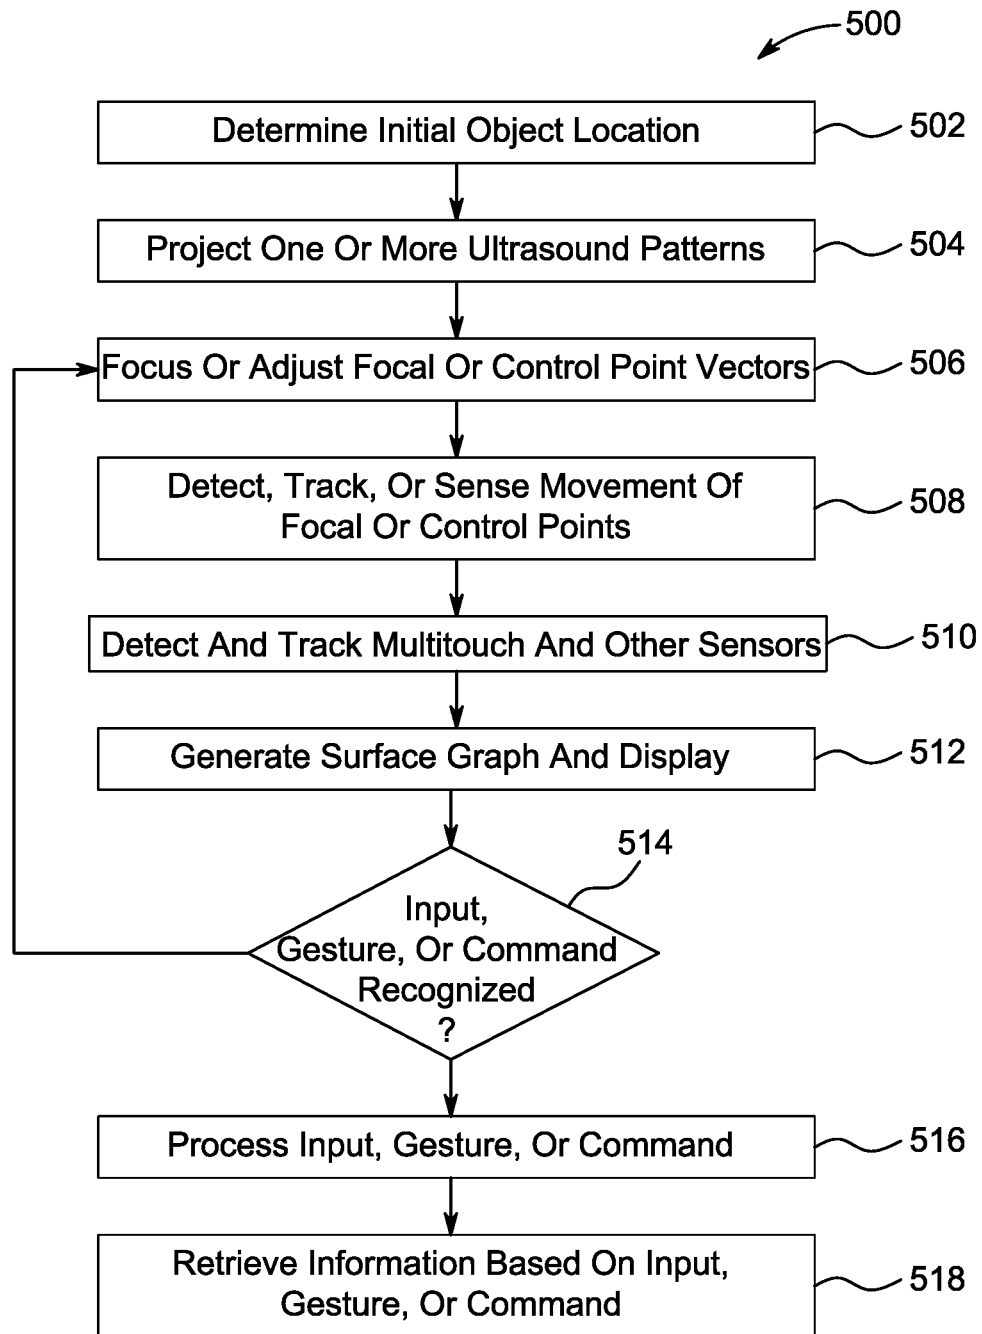 500
Determine Initial Object Location
502
Project One Or More Ultrasound Patterns
504
Focus Or Adjust Focal Or Control Point Vectors
506
Detect, Track, Or Sense Movement Of
Focal Or Control Points
508
Detect And Track Multitouch And Other Sensors
510
Generate Surface Graph And Display
512
514
Input,
Gesture, Or Command
Recognized
?
Process Input, Gesture, Or Command
516
Retrieve Information Based On Input,
Gesture, Or Command
518